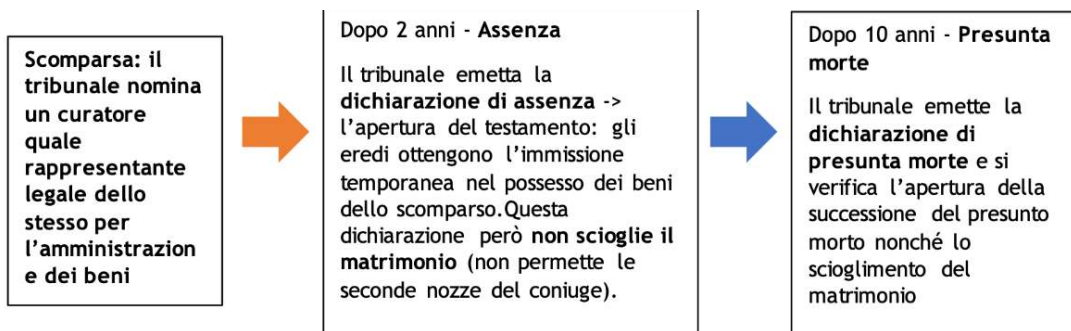 Scomparsa: il
tribunale nomina
un curatore
quale
rappresentante
legale dello
stesso per
l’amministrazion
e dei beni
Dopo 2 anni - Assenza
Il tribunale emetta la
dichiarazione di assenza ->
l’apertura del testamento: gli
eredi ottengono l’immissione
temporanea nel possesso dei beni
dello scomparso.Questa
dichiarazione però non scioglie il
matrimonio (non permette le
seconde nozze del coniuge).
Dopo 10 anni - Presunta
morte
Il tribunale emette la
dichiarazione di
presunta morte e si
verifica l’apertura della
successione del presunto
morto nonché lo
scioglimento del
matrimonio